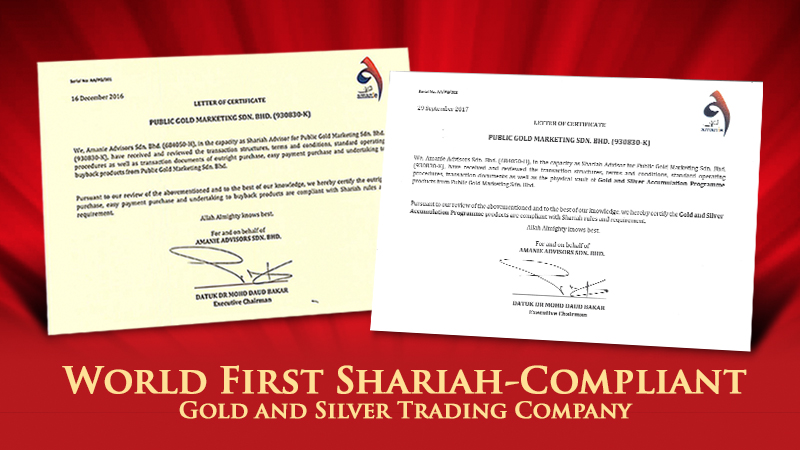 Serial No. AA/PG/001
16 December 2016
amanie
LETTER OF CERTIFICATE
PUBLIC GOLD MARKETING SDN. BHD. (930830-K)
We, Amanie Advisors Sdn. Bhd. (684050-H), in the capacity as Shariah Advisor for Public Gold Marketing Sdn. Bhd.
(930830-K), have received and reviewed the transaction structures, terms and conditions, standard operating
procedures as well as transaction documents of outright purchase, easy payment purchase and undertaking to
buyback products from Public Gold Marketing Sdn. Bhd.
Pursuant to our review of the abovementioned and to the best of our knowledge, we hereby certify the outright
purchase, easy payment purchase and undertaking to buyback products are compliant with Shariah rules and
requirement.
Allah Almighty knows best.
For and on behalf of
AMANIE ADVISORS SDN. BHD.
DATUK DR MOHD DAUD BAKAR
Executive Chairman
29 September 2017
amanie
LETTER OF CERTIFICATE
PUBLIC GOLD MARKETING SDN. BHD. (930830-K)
We, Amanie Advisors Sdn. Bhd. (684050-H), in the capacity as Shariah Advisor for Public Gold Marketing Sdn. Bhd.
(930830-K), have received and reviewed the transaction structures, terms and conditions, standard operating
procedures, transaction documents as well as the physical vault of Gold and Silver Accumulation Programme
products from Public Gold Marketing Sdn. Bhd.
Pursuant to our review of the abovementioned and to the best of our knowledge, we hereby certify the Gold and Silver
Accumulation Programme products are compliant with Shariah rules and requirement.
Allah Almighty knows best.
For and on behalf of
AMANIE ADVISORS SDN. BHD.
DATUK DR MOHD DAUD BAKAR
Executive Chairman
World First Shariah-Compliant
Gold and Silver Trading Company